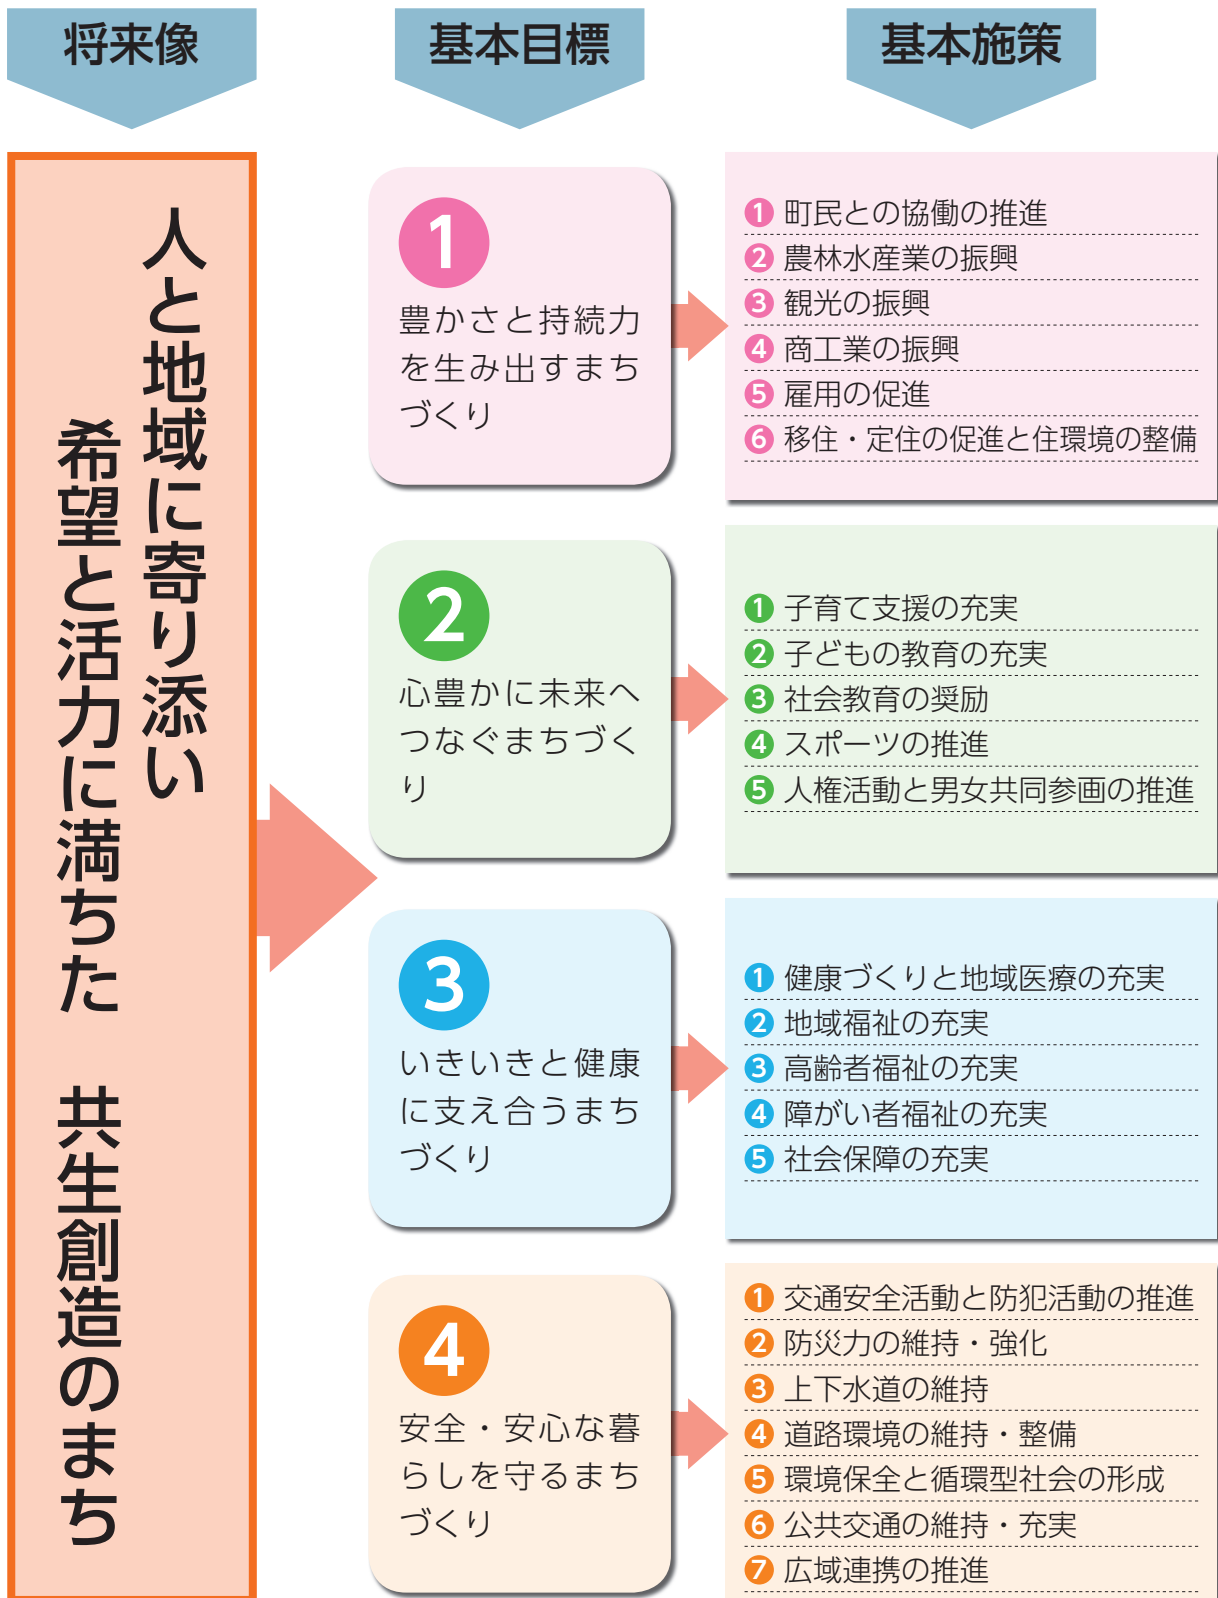 将来像
基本目標
基本施策
人と地域に寄り添い
希望と活力に満ちた　共生創造のまち
1
豊かさと持続力
を生み出すまち
づくり
1 町民との協働の推進
2 農林水産業の振興
3 観光の振興
4 商工業の振興
5 雇用の促進
6 移住・定住の促進と住環境の整備
2
心豊かに未来へ
つなぐまちづく
り
1 子育て支援の充実
2 子どもの教育の充実
3 社会教育の奨励
4 スポーツの推進
5 人権活動と男女共同参画の推進
3
いきいきと健康
に支え合うまち
づくり
1 健康づくりと地域医療の充実
2 地域福祉の充実
3 高齢者福祉の充実
4 障がい者福祉の充実
5 社会保障の充実
4
安全・安心な暮
らしを守るまち
づくり
1 交通安全活動と防犯活動の推進
2 防災力の維持・強化
3 上下水道の維持
4 道路環境の維持・整備
5 環境保全と循環型社会の形成
6 公共交通の維持・充実
7 広域連携の推進